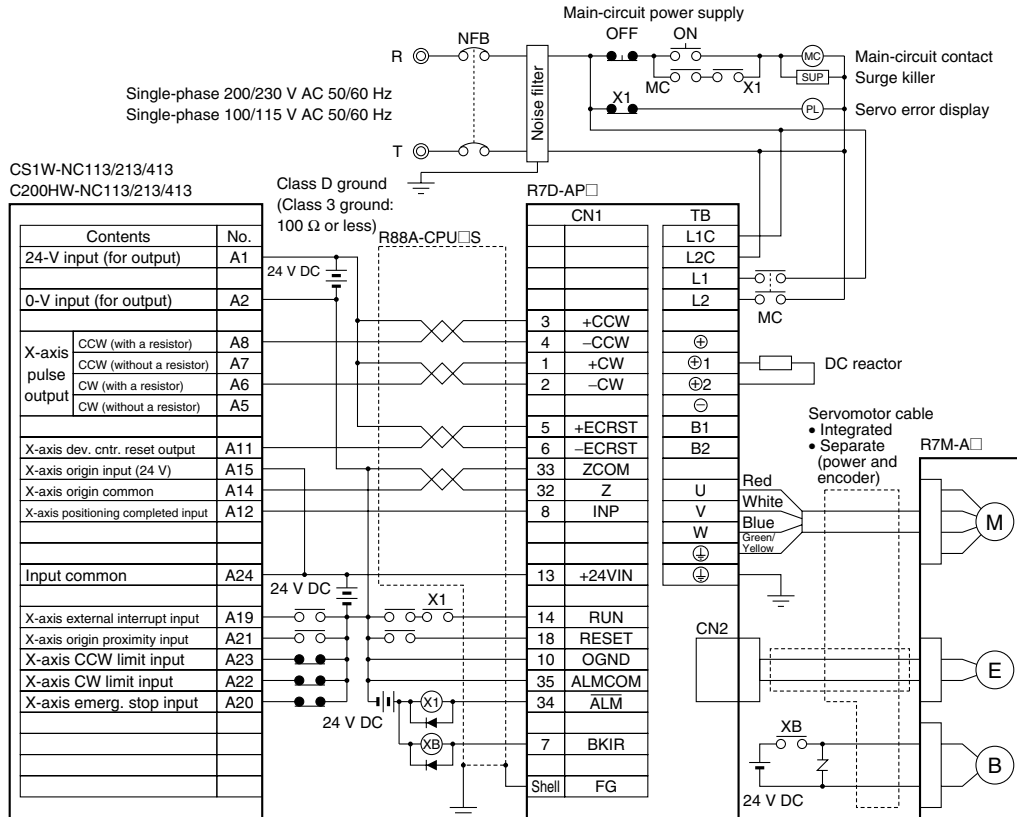 Main-circuit power supply
OFF ON
R NFB
MC Main-circuit contact
SUP Surge killer
MC X1
Single-phase 200/230 V AC 50/60 Hz
Single-phase 100/115 V AC 50/60 Hz
Noise filter
X1 PL Servo error display
T
CS1W-NC113/213/413
C200HW-NC113/213/413
Class D ground
(Class 3 ground:
100 Ω or less)
R88A-CPU□S
R7D-AP□
CN1 TB
Contents No.
24-V input (for output) A1
24 V DC
0-V input (for output) A2
X-axis pulse output
CCW (with a resistor) A8
CCW (without a resistor) A7
CW (with a resistor) A6
CW (without a resistor) A5
X-axis dev. cntr. reset output A11
X-axis origin input (24 V) A15
X-axis origin common A14
X-axis positioning completed input A12
Input common A24
24 V DC
X-axis external interrupt input A19
X-axis origin proximity input A21
X-axis CCW limit input A23
X-axis CW limit input A22
X-axis emerg. stop input A20
X1
X1
24 V DC
XB
3 +CCW
4 −CCW
1 +CW
2 −CW
5 +ECRST
6 −ECRST
33 ZCOM
32 Z
8 INP
13 +24VIN
14 RUN
18 RESET
10 OGND
35 ALMCOM
34 ALM
7 BKIR
Shell FG
L1C
L2C
L1
L2
MC
⊕
⊕1
⊕2
DC reactor
⊖
B1
B2
U
V
W
Red
White
Blue
Green/
Yellow
Servomotor cable
• Integrated
• Separate
(power and
encoder)
R7M-A□
M
CN2
E
XB
24 V DC
B